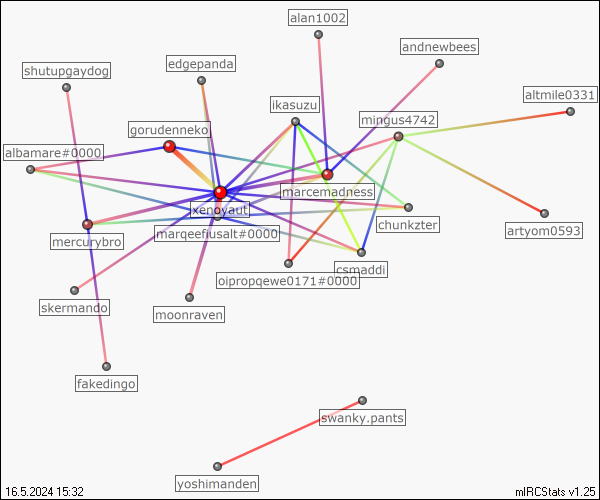 alan1002
andnewbees
edgepanda
shutupgaydog
altmile0331
ikasuzu
mingus4742
gorudenneko
albamare#0000
marcemadness
xenoyaut
chunkzter
marqeefiusalt#0000
artyom0593
mercurybro
csmaddi
oipropqewe0171#0000
skermando
moonraven
fakedingo
swanky.pants
yoshimanden
16.5.2024 15:32
mIRCStats v1.25